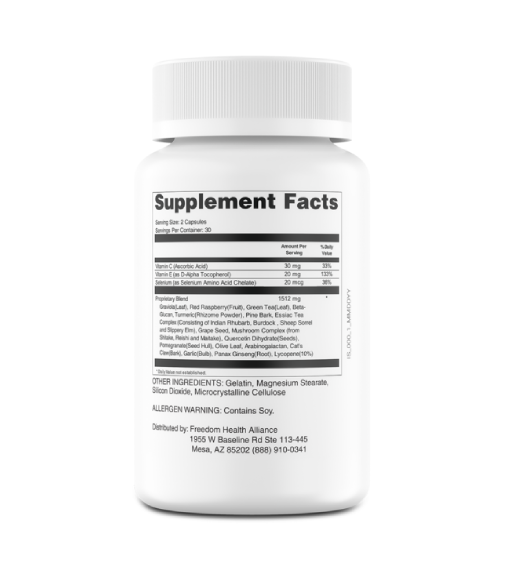 Supplement Facts
Serving Size: 2 Capsules
Servings Per Container: 30
Amount Per Serving %Daily Value
Vitamin C (Ascorbic Acid) 30 mg 33%
Vitamin E (as D-Alpha Tocopherol) 20 mg 133%
Selenium (as Selenium Amino Acid Chelate) 20 mcg 36%
Proprietary Blend 1512 mg *
Graviola(Leaf), Red Raspberry(Fruit), Green Tea(Leaf), Beta-
Glucan, Turmeric(Rhizome Powder), Pine Bark, Essiac Tea
Complex(Consisting of Indian Rhubarb, Burdock , Sheep Sorrel
and Slippery Elm), Grape Seed, Mushroom Complex (from
Shitake, Reishi and Maitake), Quercetin Dihydrate(Seeds),
Pomegranate(Seed Hull), Olive Leaf, Arabinogalactan, Cat's
Claw(Bark), Garlic(Bulb), Panax Ginseng(Root), Lycopene(10%)
* Daily Value not established.
OTHER INGREDIENTS: Gelatin, Magnesium Stearate,
Silicon Dioxide, Microcrystalline Cellulose
ALLERGEN WARNING: Contains Soy.
Distributed by: Freedom Health Alliance
1955 W Baseline Rd Ste 113-445
Mesa, AZ 85202 (888) 910-0341